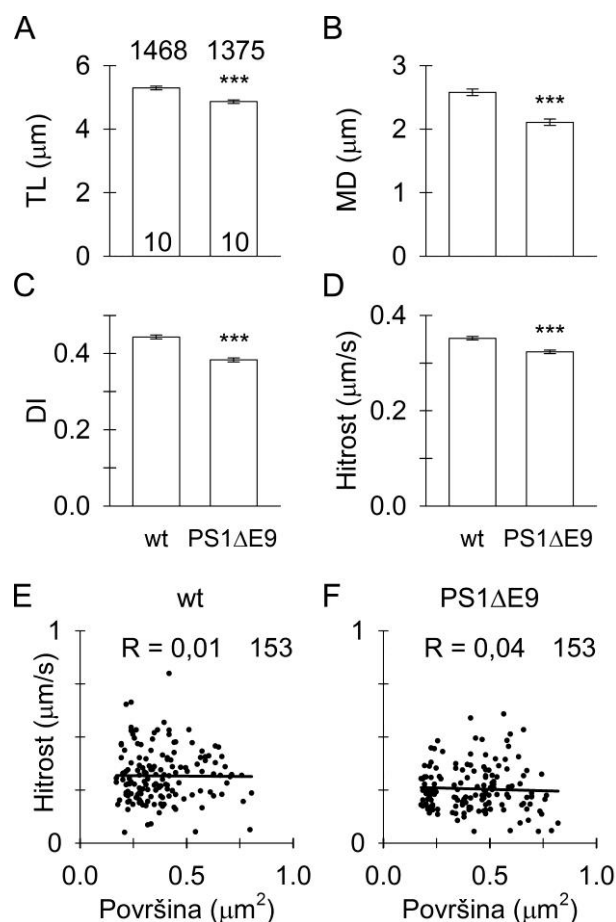 A
1468 1375
***
6
4
2
0
TL (μm)
10 10
B
***
3
2
1
0
MD (μm)
C
***
0.4
0.2
0.0
DI
wt PS1ΔE9
D
***
0.4
0.2
0.0
Hitrost (μm/s)
wt PS1ΔE9
E
wt
R = 0,01 153
1
0
Hitrost (μm/s)
0.0 0.5 1.0
Površina (μm²)
F
PS1ΔE9
R = 0,04 153
1
0
0.0 0.5 1.0
Površina (μm²)